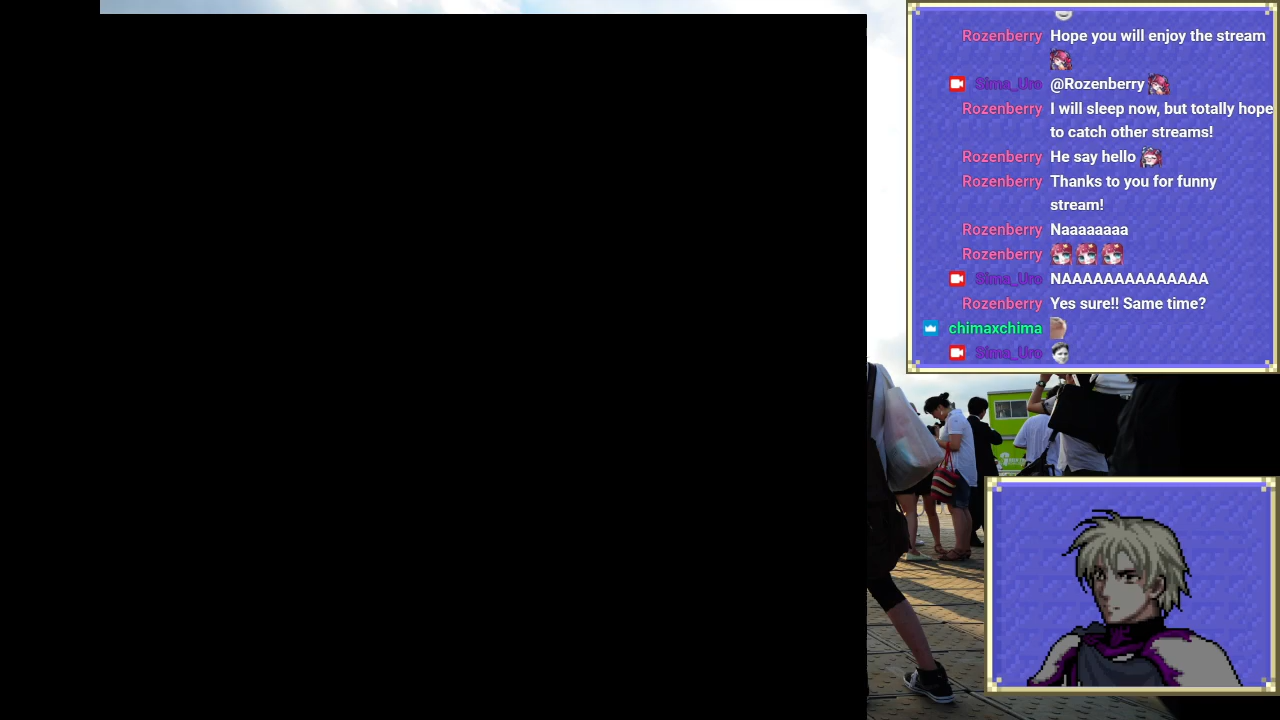 Rozenberry Hope you will enjoy the stream
Sima_Uro @Rozenberry
Rozenberry I will sleep now, but totally hope
to catch other streams!
Rozenberry He say hello
Rozenberry Thanks to you for funny
stream!
Rozenberry Naaaaaaaa
Rozenberry
Sima_Uro NAAAAAAAAAAAAAA
Rozenberry Yes sure!! Same time?
chimaxchima
Sima_Uro